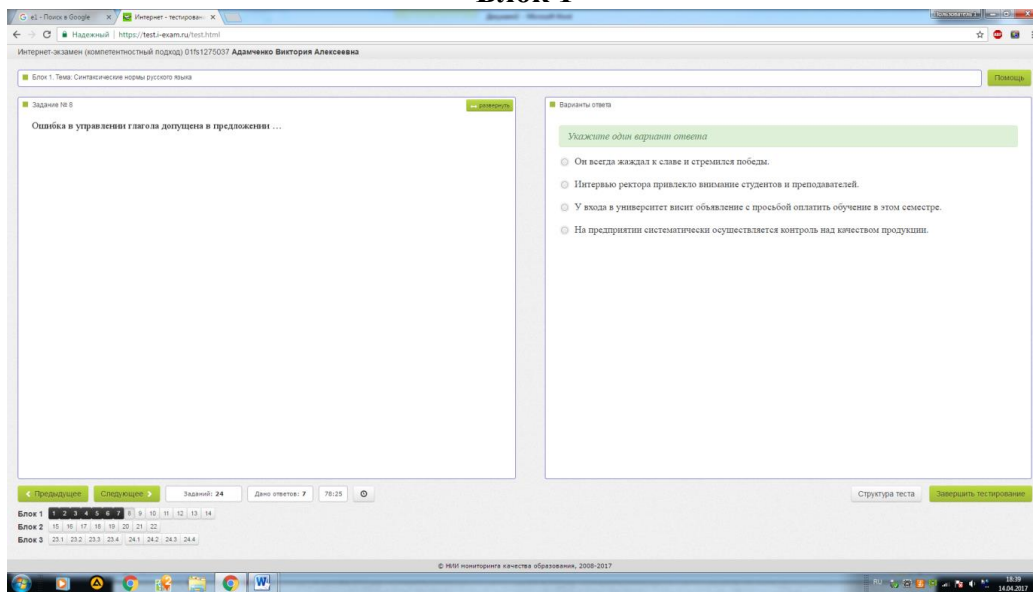 Блок 1
e1 - Поиск в Google
Интернет - тестирован
Надежный | https://test.i-exam.ru/test.html
Интернет-экзамен (компетентностный подход) 01fs1275037 Адамченко Виктория Алексеевна
Блок 1. Тема: Синтаксические нормы русского языка
Помощь
Задание № 8
развернуть
Варианты ответа
Ошибка в управлении глагола допущена в предложении …
Укажите один вариант ответа
Он всегда жаждал к славе и стремился победы.
Интервью ректора привлекло внимание студентов и преподавателей.
У входа в университет висит объявление с просьбой оплатить обучение в этом семестре.
На предприятии систематически осуществляется контроль над качеством продукции.
Предыдущее
Следующее
Заданий: 24
Дано ответов: 7
78:25
Структура теста
Завершить тестирование
Блок 1 1 2 3 4 5 6 7 8 9 10 11 12 13 14
Блок 2 15 16 17 18 19 20 21 22
Блок 3 23.1 23.2 23.3 23.4 24.1 24.2 24.3 24.4
© НИИ мониторинга качества образования, 2008-2017
RU
18:39
14.04.2017